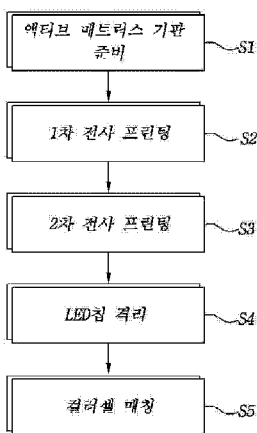 액티브 매트릭스 기판
준비
S1
1차 전사 프린팅
S2
2차 전사 프린팅
S3
LED칩 격리
S4
컬러셀 매칭
S5